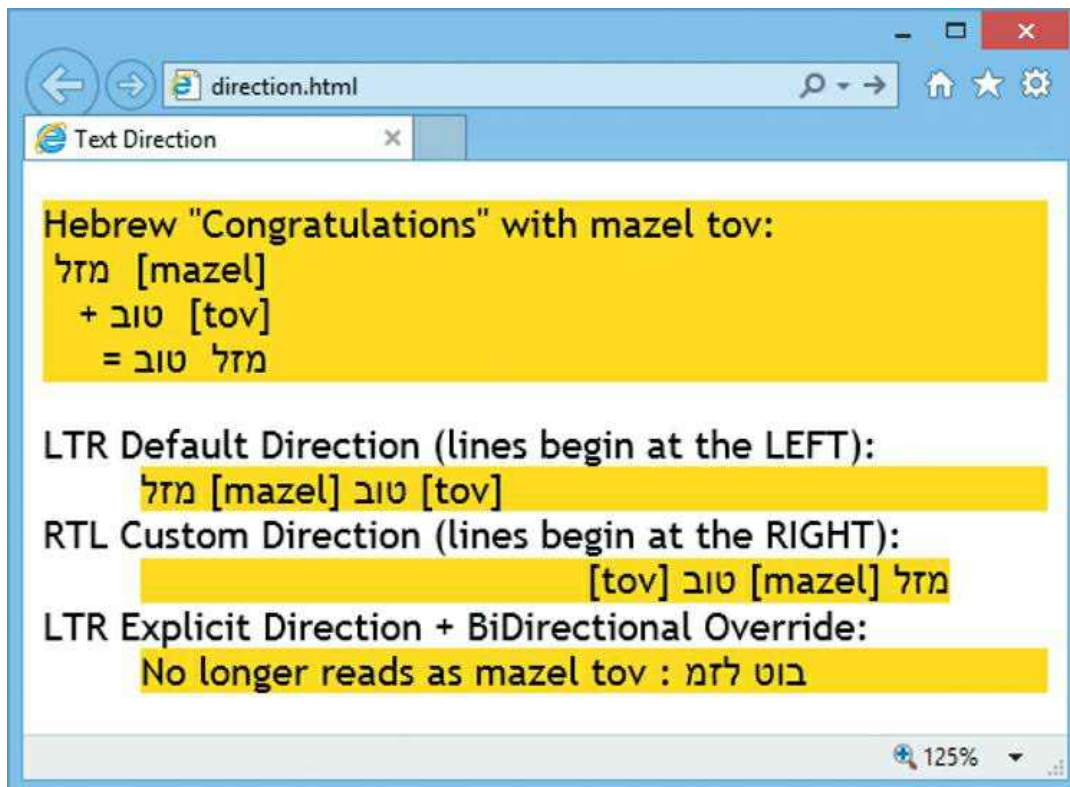 direction.html
Text Direction
Hebrew "Congratulations" with mazel tov:
מזל [mazel]
+ טוב [tov]
= מזל טוב
LTR Default Direction (lines begin at the LEFT):
מזל [mazel] טוב [tov]
RTL Custom Direction (lines begin at the RIGHT):
מזל [mazel] טוב [tov]
LTR Explicit Direction + BiDirectional Override:
No longer reads as mazel tov : בוט לזמ
125%